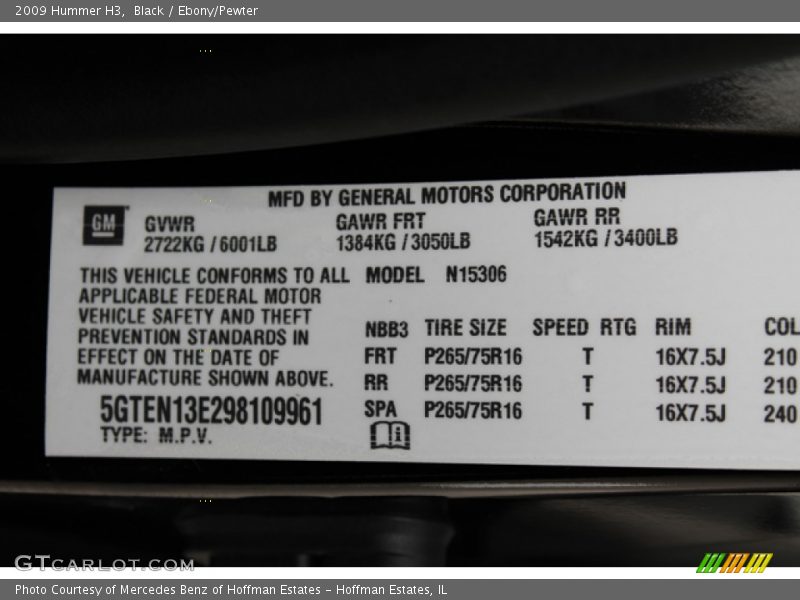 2009 Hummer H3, Black / Ebony/Pewter
MFD BY GENERAL MOTORS CORPORATION
GM
GVWR GAWR FRT GAWR RR
2722KG / 6001LB 1384KG / 3050LB 1542KG / 3400LB
THIS VEHICLE CONFORMS TO ALL MODEL N15306
APPLICABLE FEDERAL MOTOR
VEHICLE SAFETY AND THEFT
PREVENTION STANDARDS IN
EFFECT ON THE DATE OF
MANUFACTURE SHOWN ABOVE.
5GTEN13E298109961
TYPE: M.P.V.
NBB3 TIRE SIZE SPEED RTG RIM COL
FRT P265/75R16 T 16X7.5J 210
RR P265/75R16 T 16X7.5J 210
SPA P265/75R16 T 16X7.5J 240
GTCARLOT.COM
Photo Courtesy of Mercedes Benz of Hoffman Estates - Hoffman Estates, IL